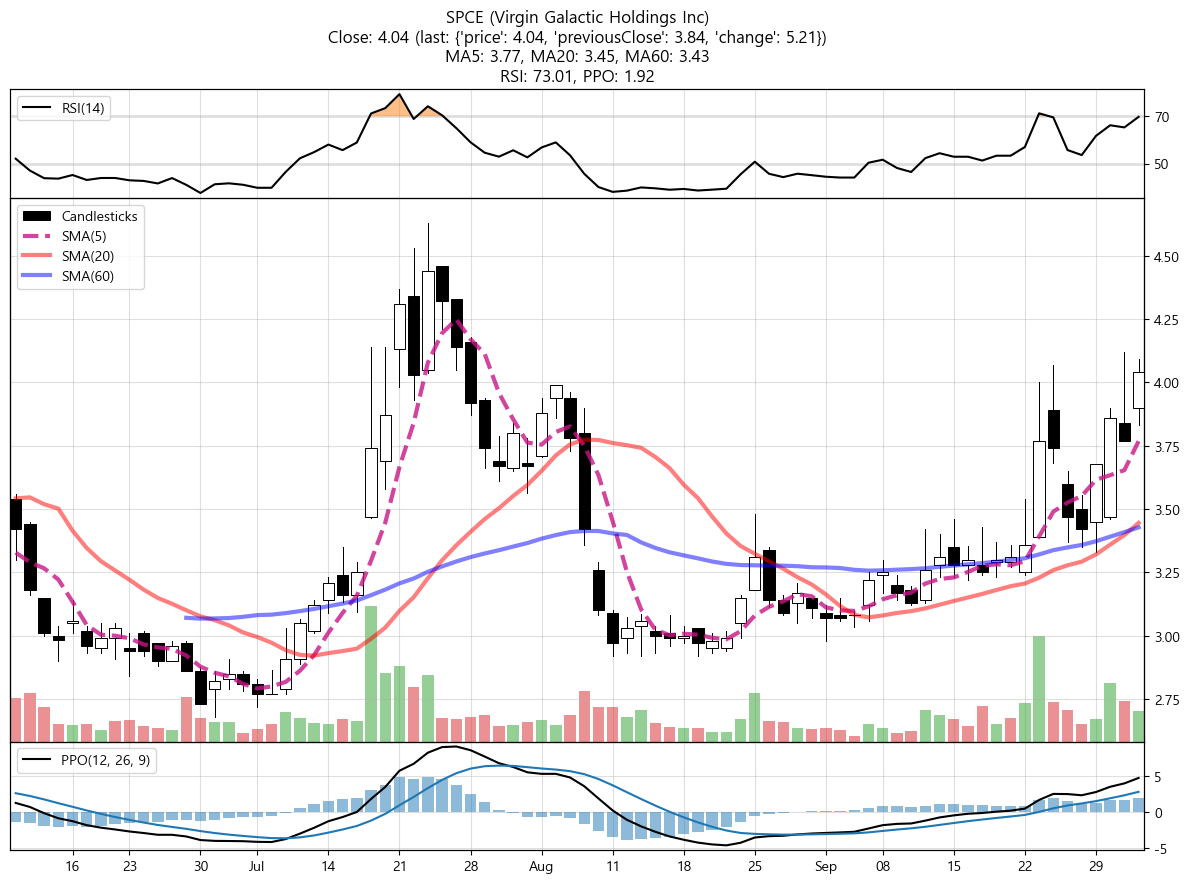 SPCE (Virgin Galactic Holdings Inc)
Close: 4.04 (last: {'price': 4.04, 'previousClose': 3.84, 'change': 5.21})
MA5: 3.77, MA20: 3.45, MA60: 3.43
RSI: 73.01, PPO: 1.92
RSI(14)
70
50
Candlesticks
SMA(5)
SMA(20)
SMA(60)
4.50
4.25
4.00
3.75
3.50
3.25
3.00
2.75
PPO(12, 26, 9)
5
0
-5
16 23 30 Jul 14 21 28 Aug 11 18 25 Sep 08 15 22 29